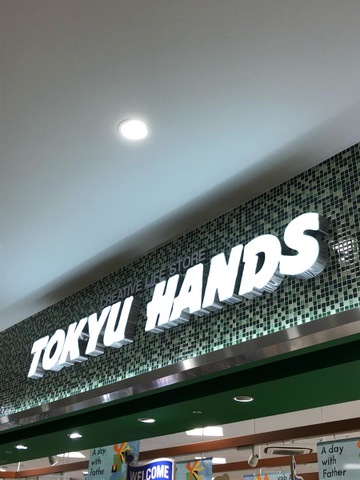 CREATIVE LIFE STORE
TOKYU HANDS
A day
with
Father
WELCOME
A day
with
Father